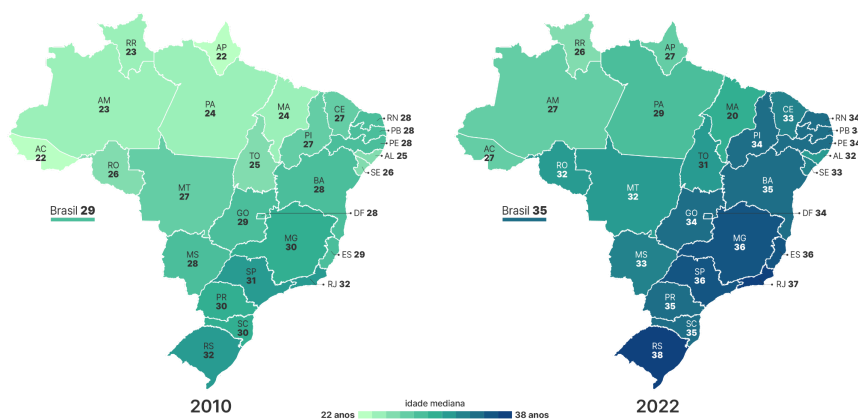 RR
23
AP
22
AM
23
PA
24
MA
24
CE
27
RN 28
PB 28
PE 28
AL 25
SE 26
PI
27
AC
22
RO
26
TO
25
MT
27
BA
28
Brasil 29
GO
29
DF 28
MG
30
ES 29
MS
28
SP
31
RJ 32
PR
30
SC
30
RS
32
2010
RR
26
AP
27
AM
27
PA
29
MA
20
CE
33
RN 34
PB 3
PE 34
AL 32
SE 33
PI
34
AC
27
RO
32
TO
31
MT
32
BA
35
Brasil 35
GO
34
DF 34
MG
36
ES 36
MS
33
SP
36
RJ 37
PR
35
SC
35
RS
38
2022
idade mediana
22 anos
38 anos